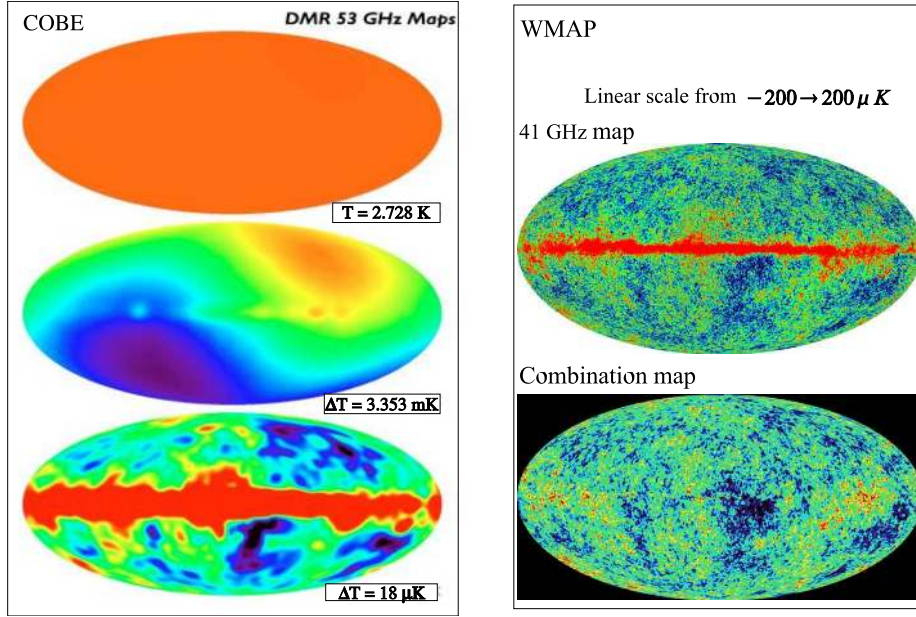 COBE
DMR 53 GHz Maps
T = 2.728 K
ΔT = 3.353 mK
ΔT = 18 μK
WMAP
Linear scale from −200→200 μ K
41 GHz map
Combination map